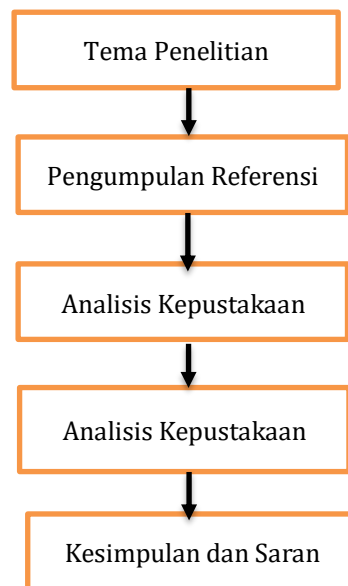 Tema Penelitian
Pengumpulan Referensi
Analisis Kepustakaan
Analisis Kepustakaan
Kesimpulan dan Saran